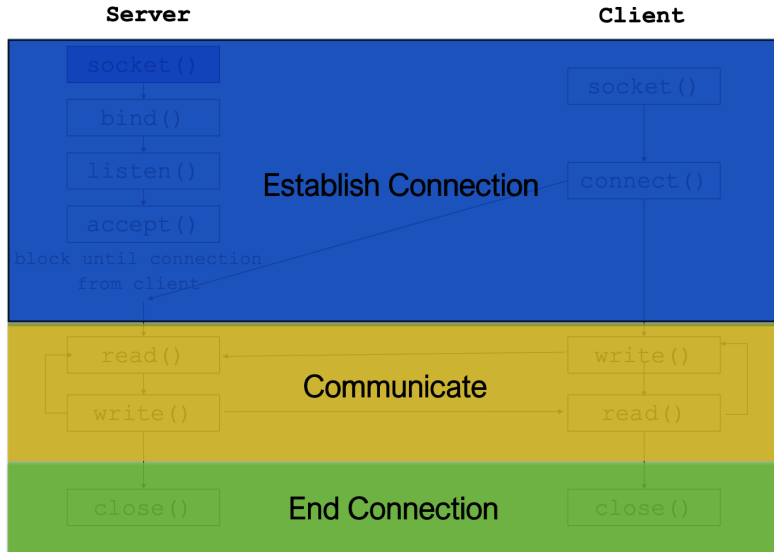 Server
Client
socket()
socket()
bind()
listen()
Establish Connection
connect()
accept()
block until connection
from client
read()
write()
Communicate
write()
read()
close()
End Connection
close()